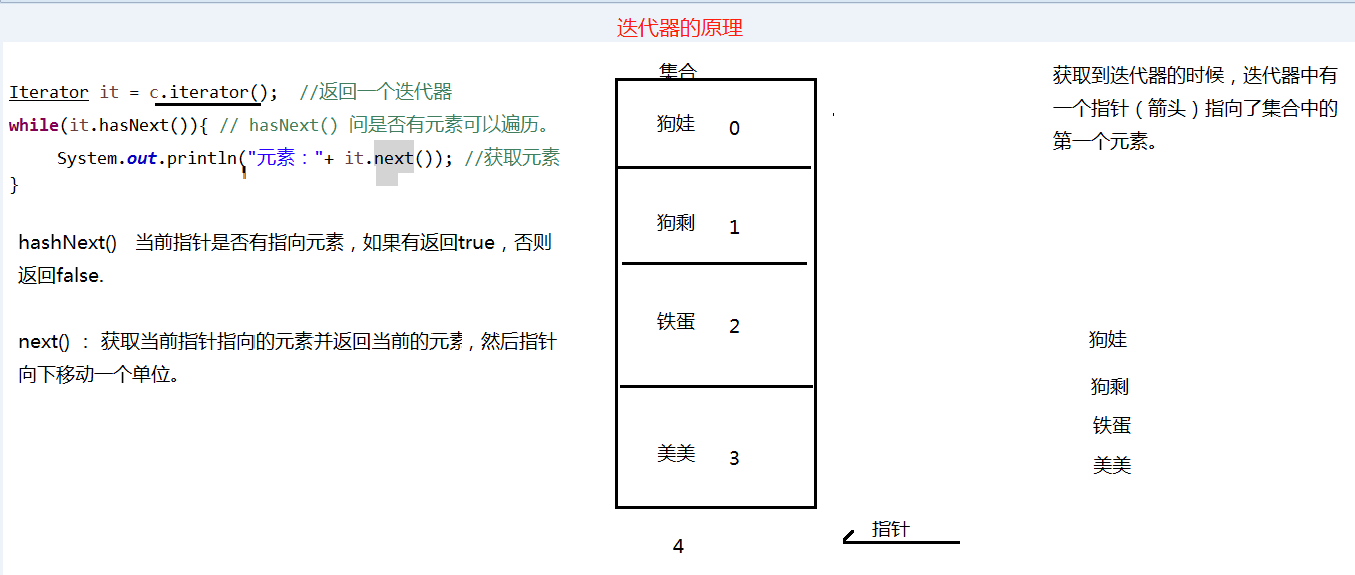 迭代器的原理
Iterator it = c.iterator(); //返回一个迭代器
while(it.hasNext()){ // hasNext() 问是否有元素可以遍历。
System.out.println("元素："+ it.next()); //获取元素
}
hashNext() 当前指针是否有指向元素，如果有返回true，否则
返回false.
next() ： 获取当前指针指向的元素并返回当前的元素，然后指针
向下移动一个单位。
集合
狗娃 0
狗剩 1
铁蛋 2
美美 3
4
指针
获取到迭代器的时候，迭代器中有
一个指针（箭头）指向了集合中的
第一个元素。
狗娃
狗剩
铁蛋
美美